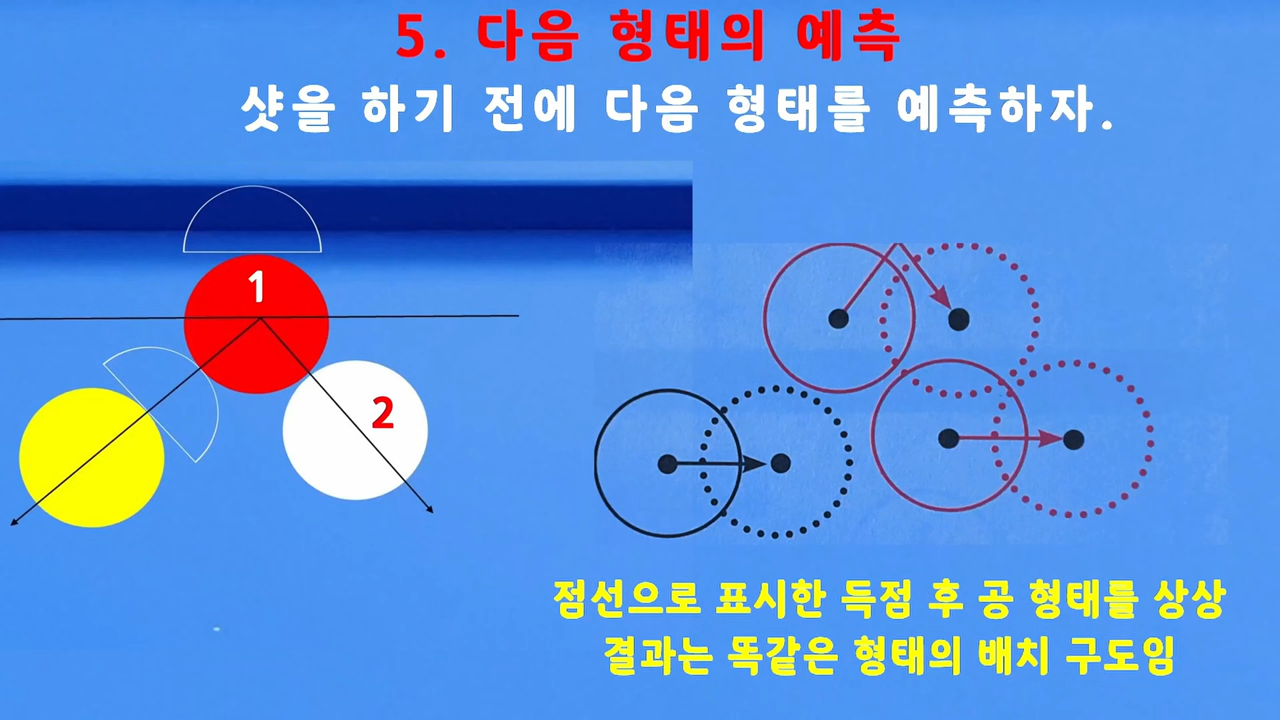 5. 다음 형태의 예측
샷을 하기 전에 다음 형태를 예측하자.
1
2
점선으로 표시한 득점 후 공 형태를 상상
결과는 똑같은 형태의 배치 구도임